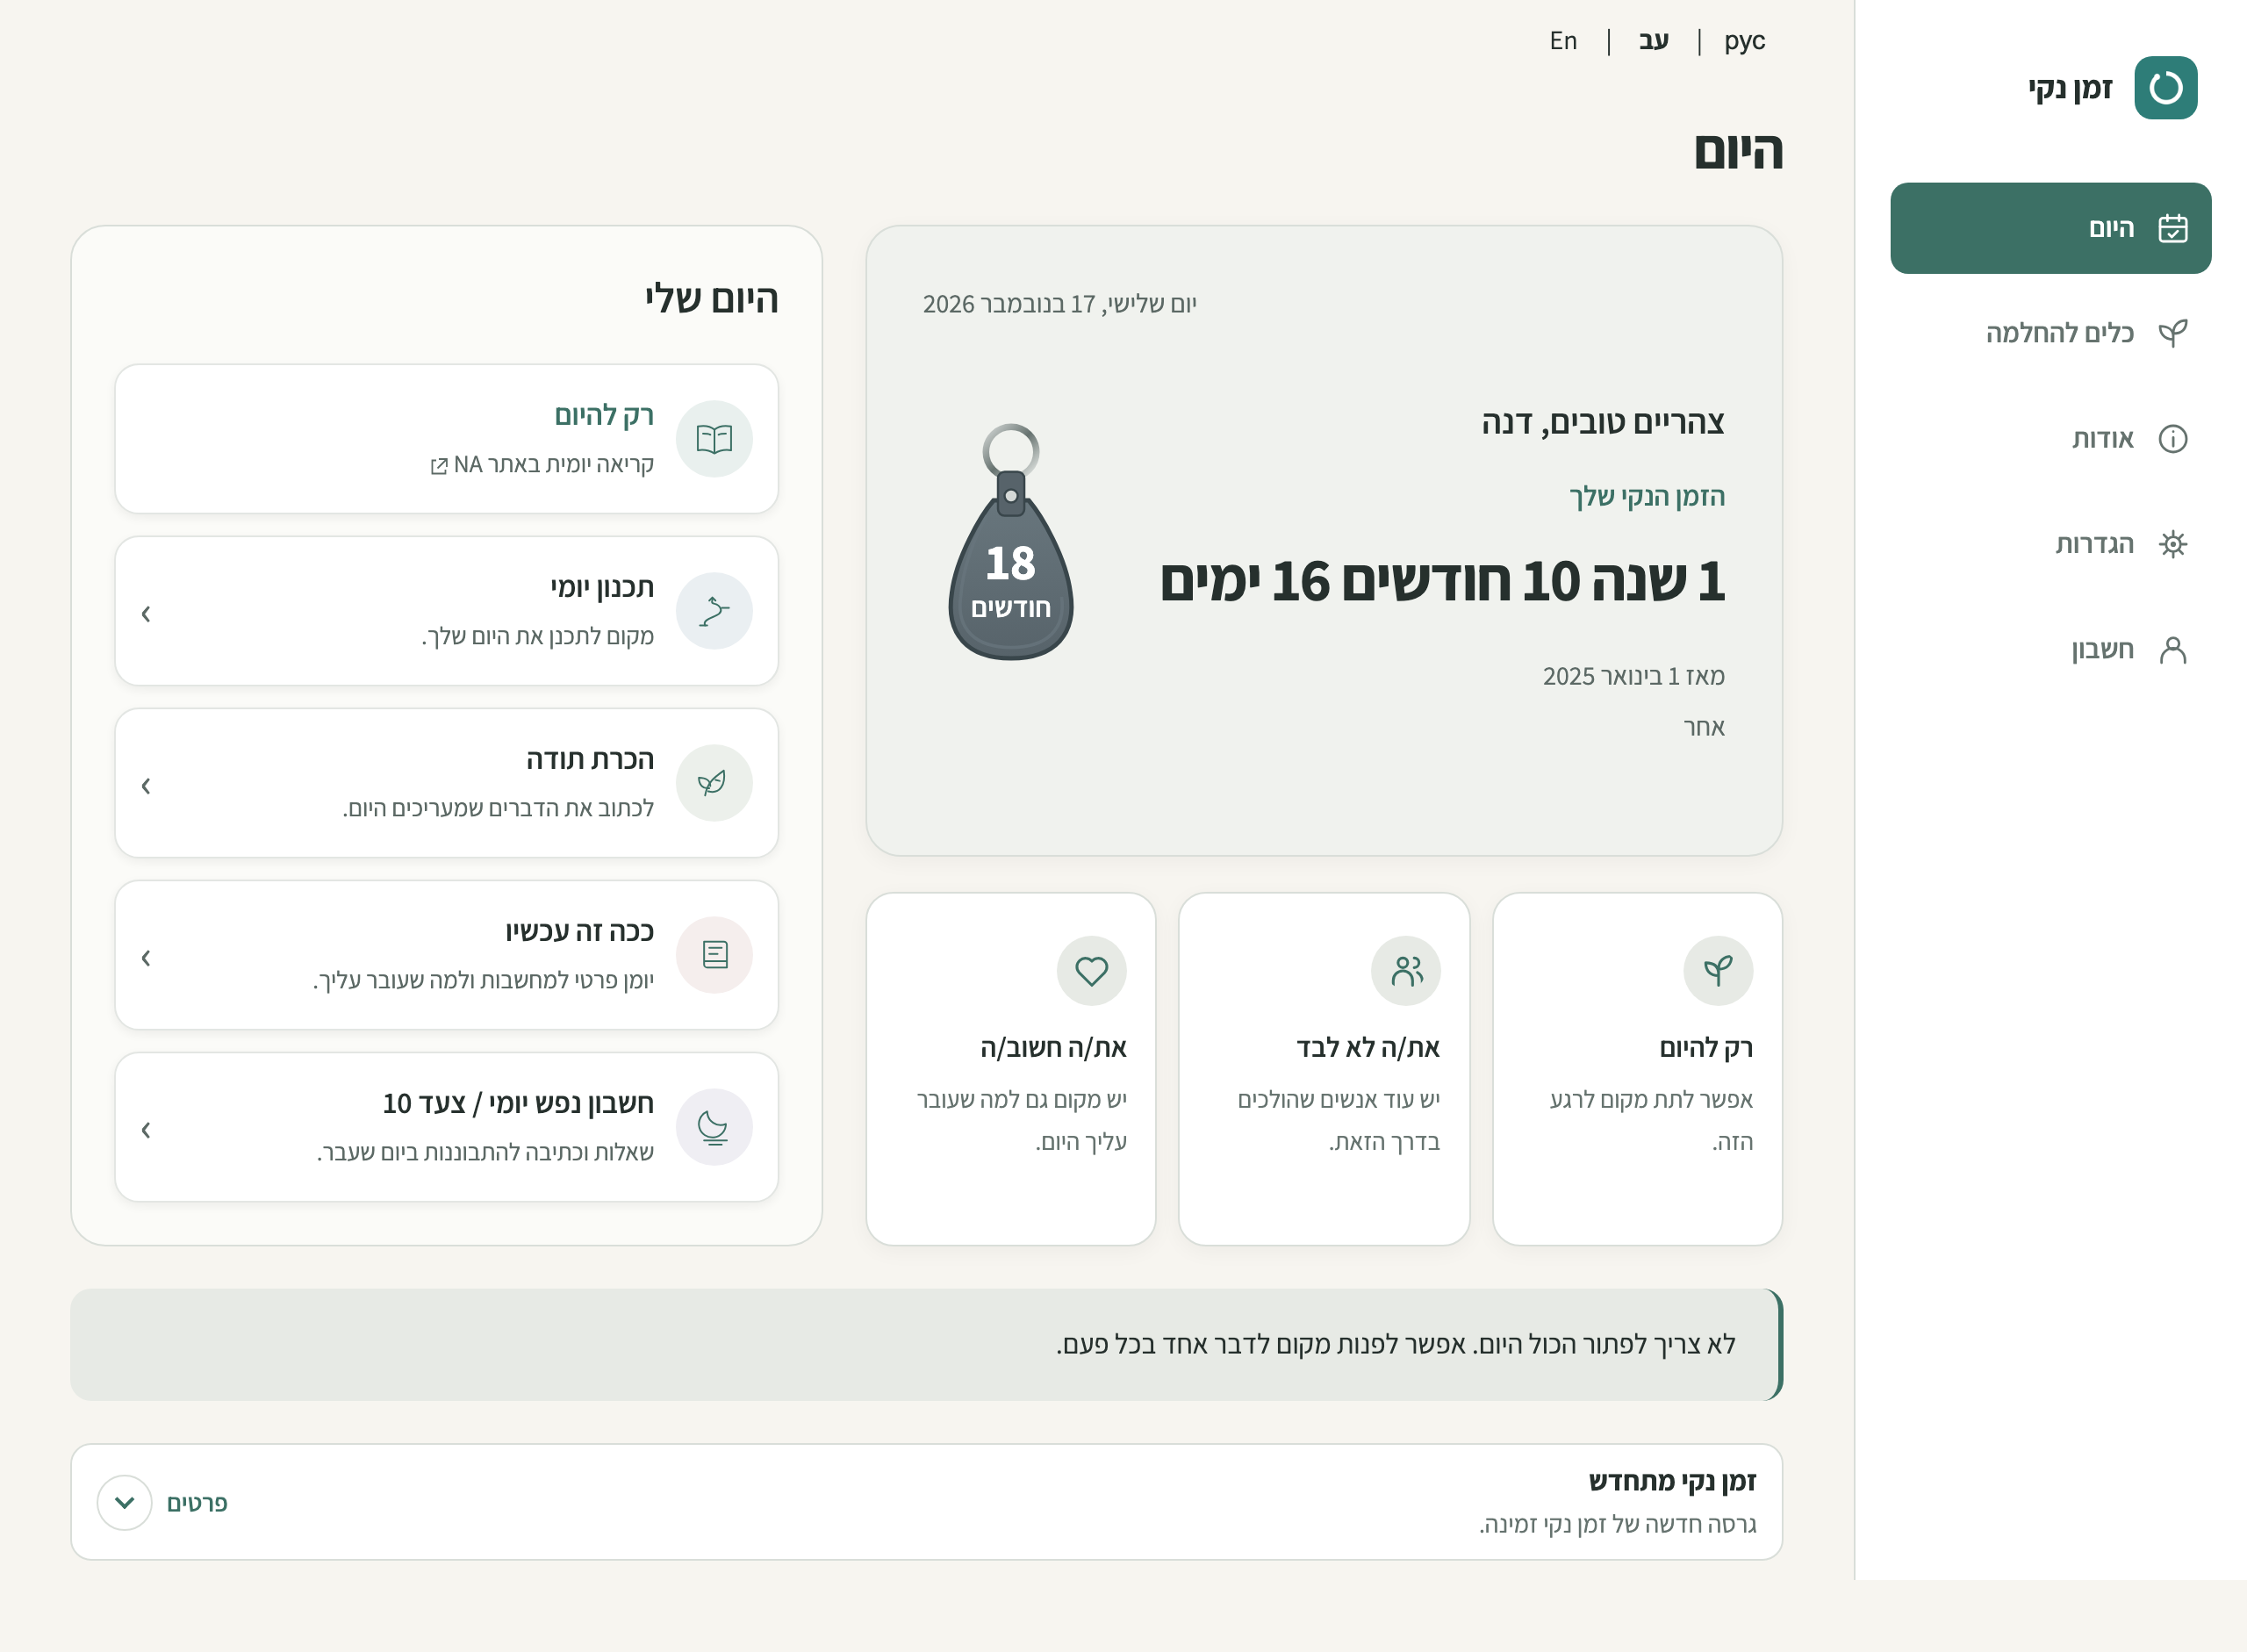 זמן נקי
היום
כלים להחלמה
אודות
הגדרות
חשבון
рус | עב | En
היום
יום שלישי, 17 בנובמבר 2026
צהריים טובים, דנה
הזמן הנקי שלך
1 שנה 10 חודשים 16 ימים
מאז 1 בינואר 2025
אחר
18
חודשים
רק להיום
אפשר לתת מקום לרגע
הזה.
את/ה לא לבד
יש עוד אנשים שהולכים
בדרך הזאת.
את/ה חשוב/ה
יש מקום גם למה שעובר
עליך היום.
היום שלי
רק להיום
קריאה יומית באתר NA
תכנון יומי
מקום לתכנן את היום שלך.
הכרת תודה
לכתוב את הדברים שמעריכים היום.
ככה זה עכשיו
יומן פרטי למחשבות ולמה שעובר עליך.
חשבון נפש יומי / צעד 10
שאלות וכתיבה להתבוננות ביום שעבר.
לא צריך לפתור הכול היום. אפשר לפנות מקום לדבר אחד בכל פעם.
זמן נקי מתחדש
גרסה חדשה של זמן נקי זמינה.
פרטים